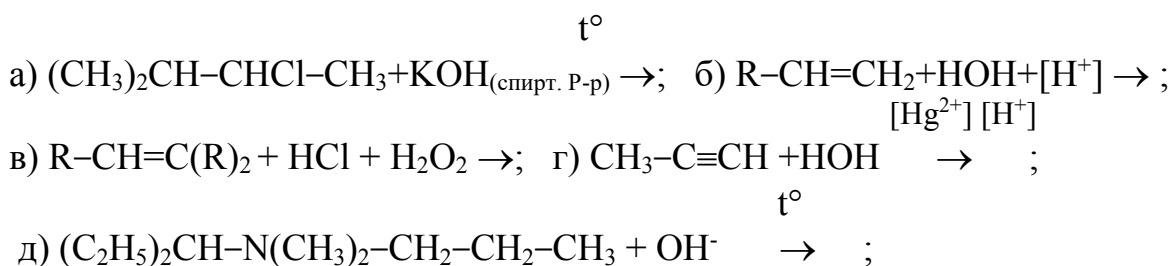 t°
а) (CH₃)₂CH−CHCl−CH₃+KOH₍спирт. Р-р₎ →; б) R−CH=CH₂+HOH+[H⁺] → ;
[Hg²⁺] [H⁺]
в) R−CH=C(R)₂ + HCl + H₂O₂ →; г) CH₃−C≡CH +HOH → ;
t°
д) (C₂H₅)₂CH−N(CH₃)₂−CH₂−CH₂−CH₃ + OH⁻ → ;